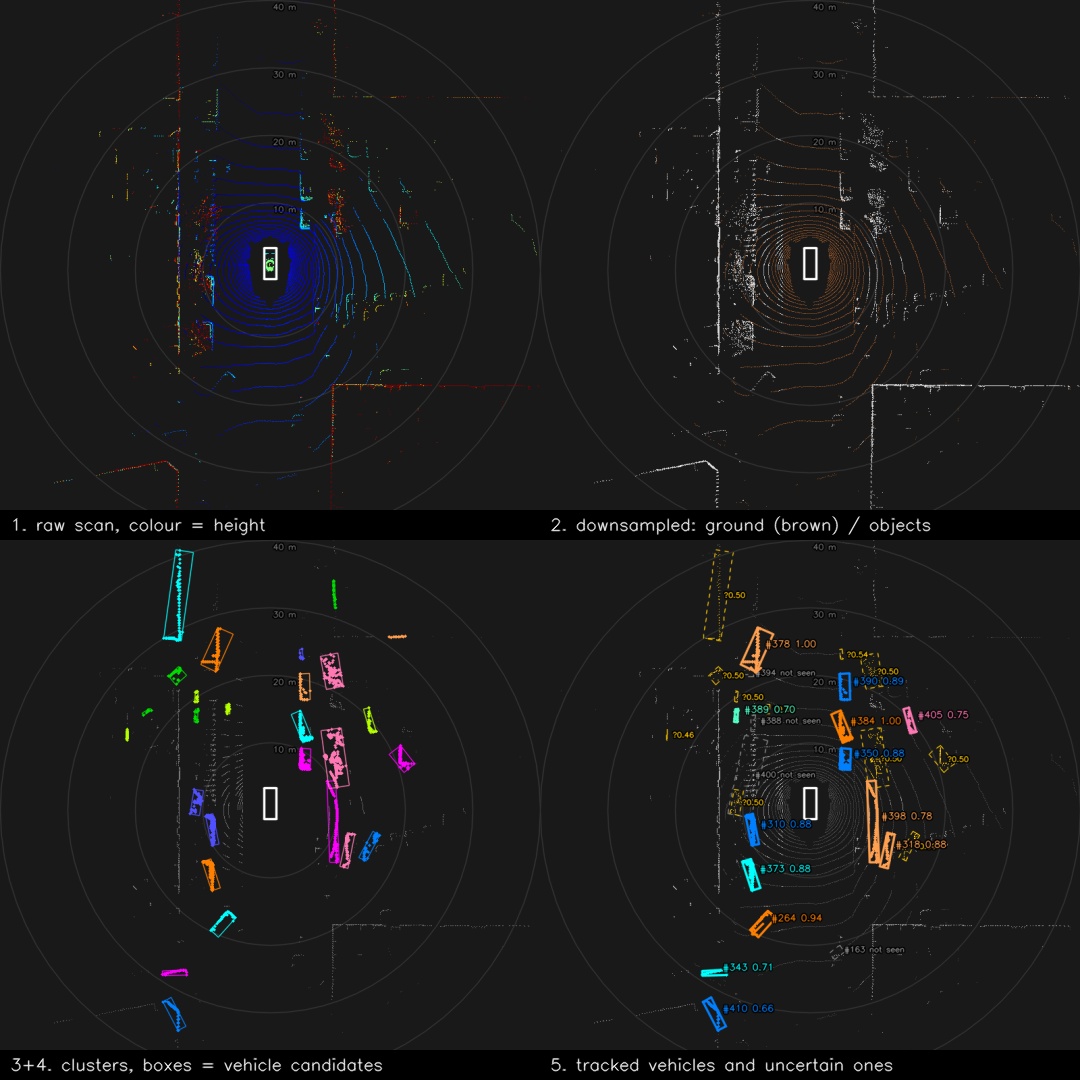 40 m
30 m
20 m
10 m
1. raw scan, colour = height
40 m
30 m
20 m
10 m
2. downsampled: ground (brown) / objects
40 m
30 m
20 m
10 m
3+4. clusters, boxes = vehicle candidates
40 m
?0.50
30 m
#378 1.00
?0.54
?0.50
#394 not seen
?0.50
20 m
#390 0.89
?0.50
#389 0.70
#405 0.75
#388 not seen
#384 1.00
?0.46
10 m
#350 0.88
?0.50
#400 not seen
?0.50
#310 0.88
#398 0.78
#318 0.88
#373 0.88
#264 0.94
#163 not seen
#343 0.71
#410 0.66
5. tracked vehicles and uncertain ones